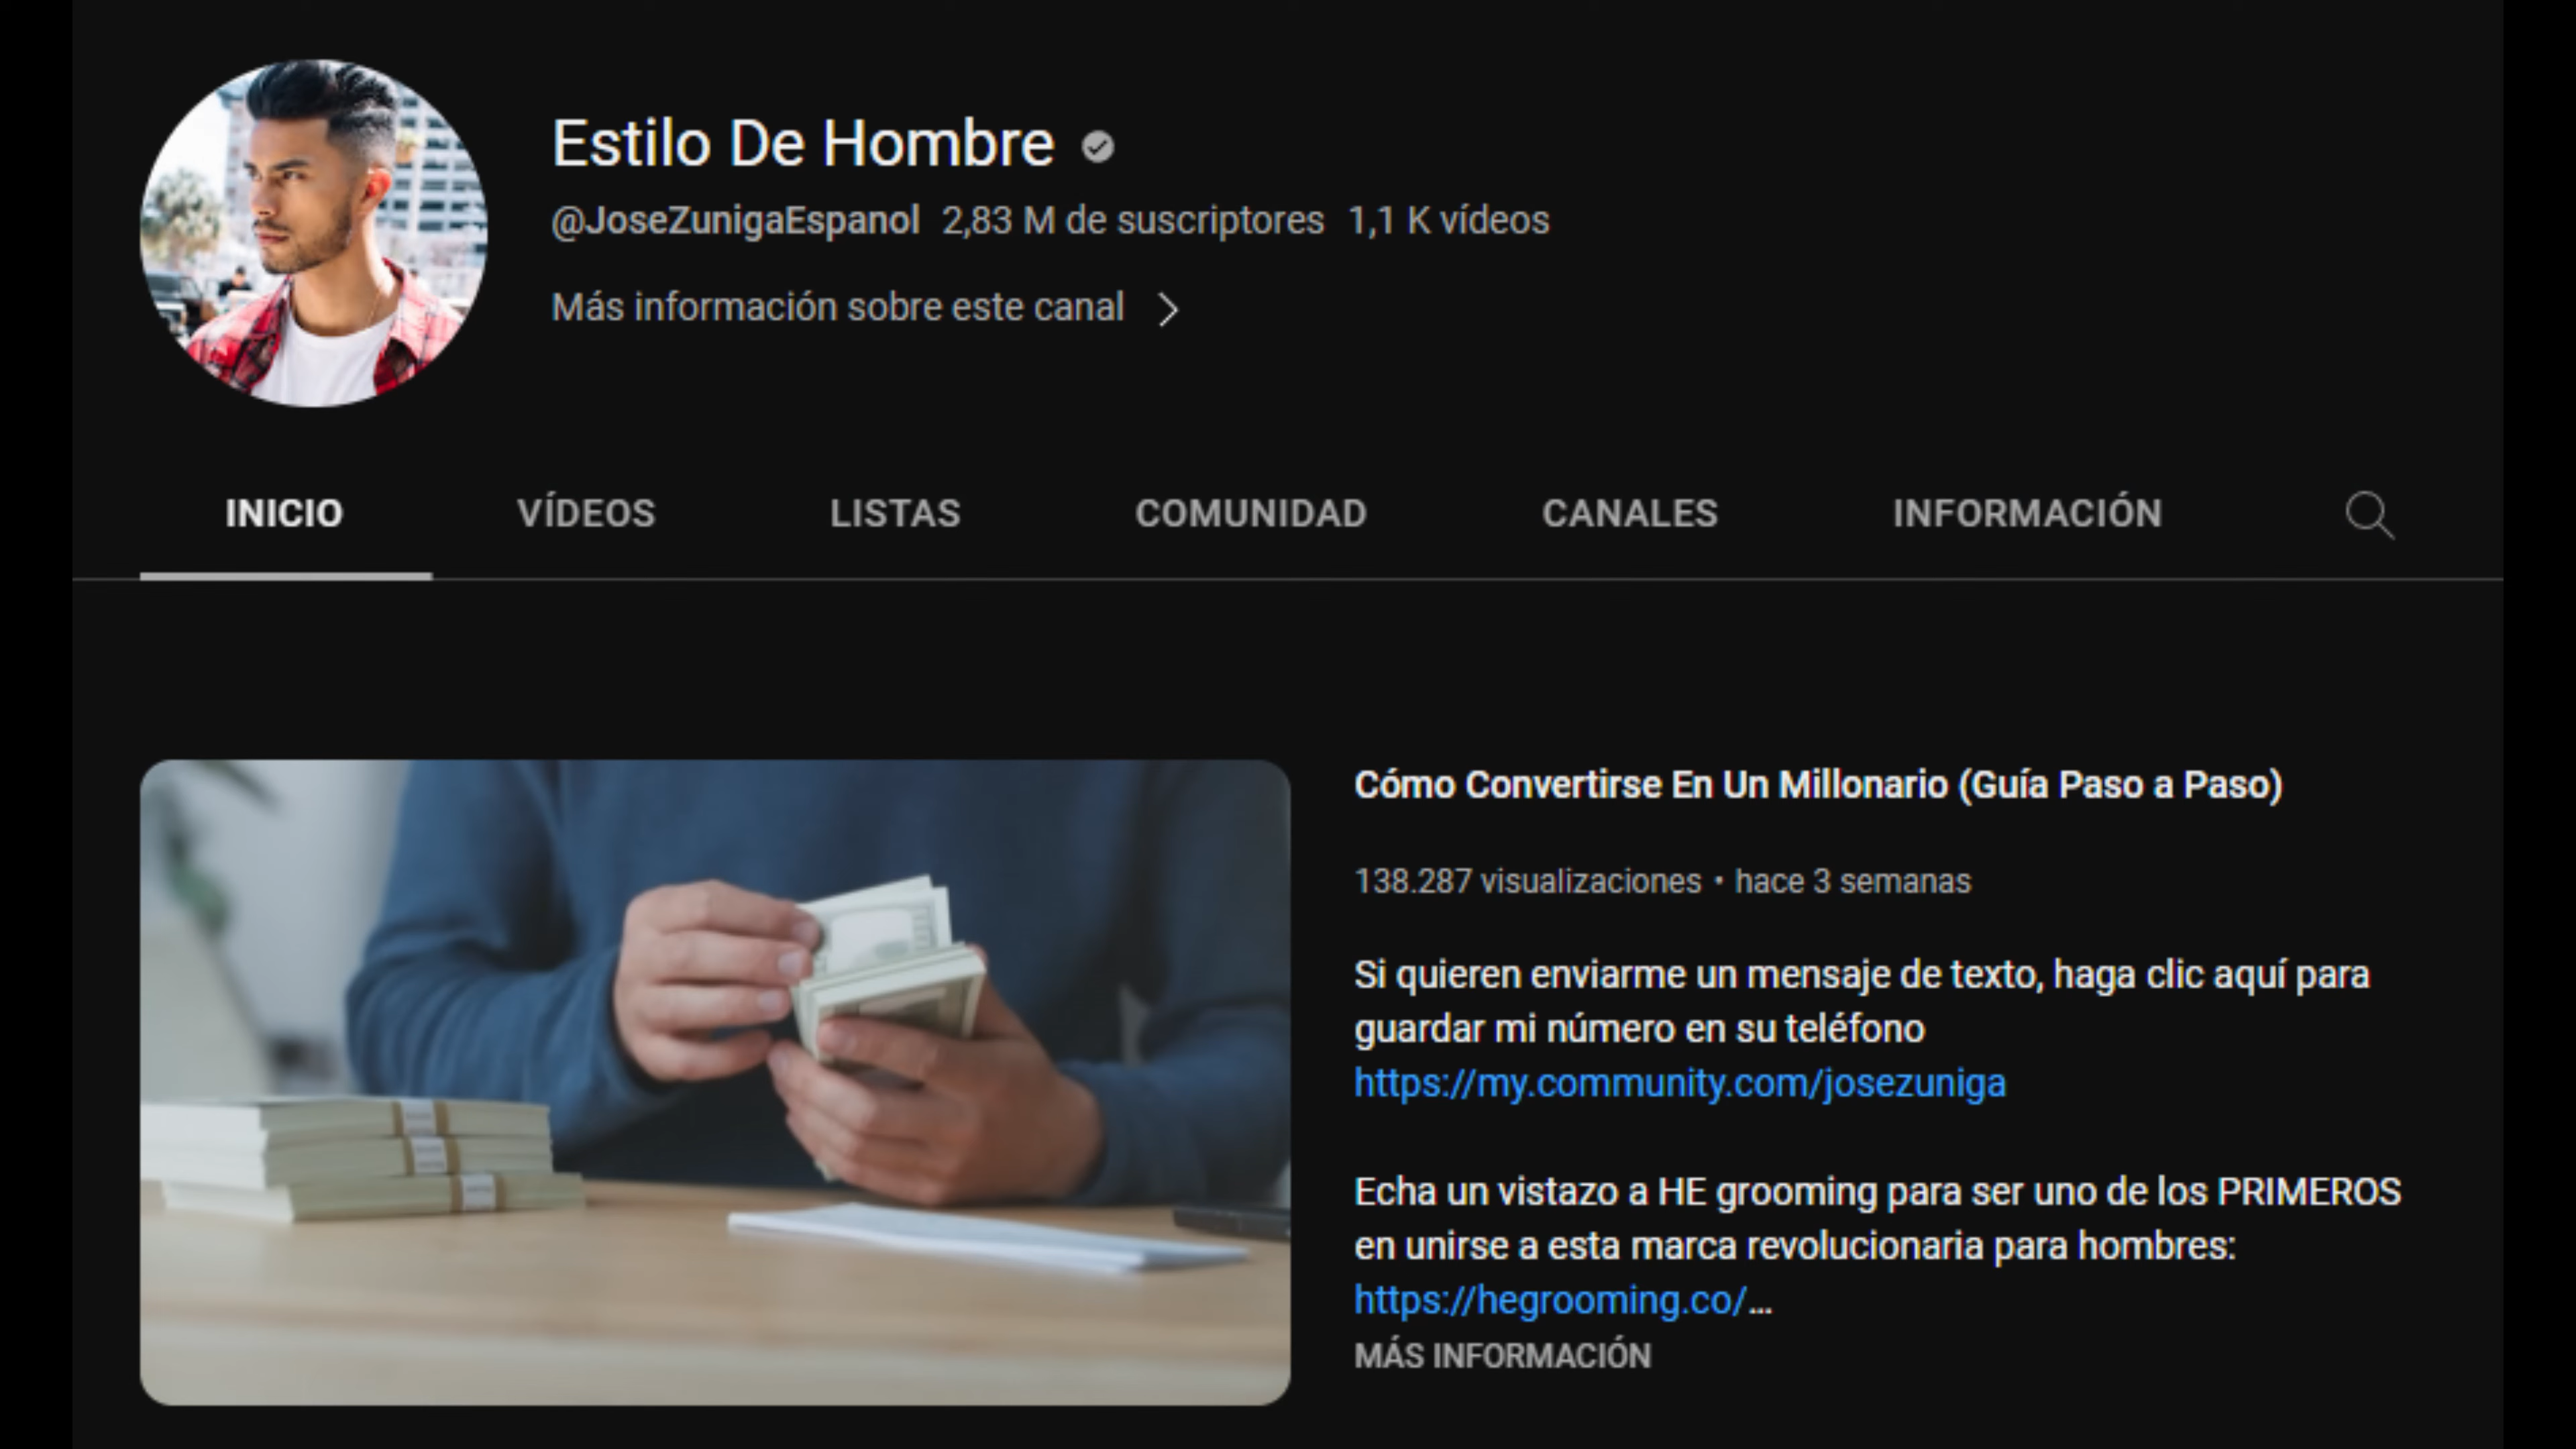 Estilo De Hombre
@JoseZunigaEspanol 2,83 M de suscriptores 1,1 K vídeos
Más información sobre este canal
INICIO VÍDEOS LISTAS COMUNIDAD CANALES INFORMACIÓN
Cómo Convertirse En Un Millonario (Guía Paso a Paso)
138.287 visualizaciones • hace 3 semanas
Si quieren enviarme un mensaje de texto, haga clic aquí para
guardar mi número en su teléfono
https://my.community.com/josezuniga
Echa un vistazo a HE grooming para ser uno de los PRIMEROS
en unirse a esta marca revolucionaria para hombres:
https://hegrooming.co/...
MÁS INFORMACIÓN